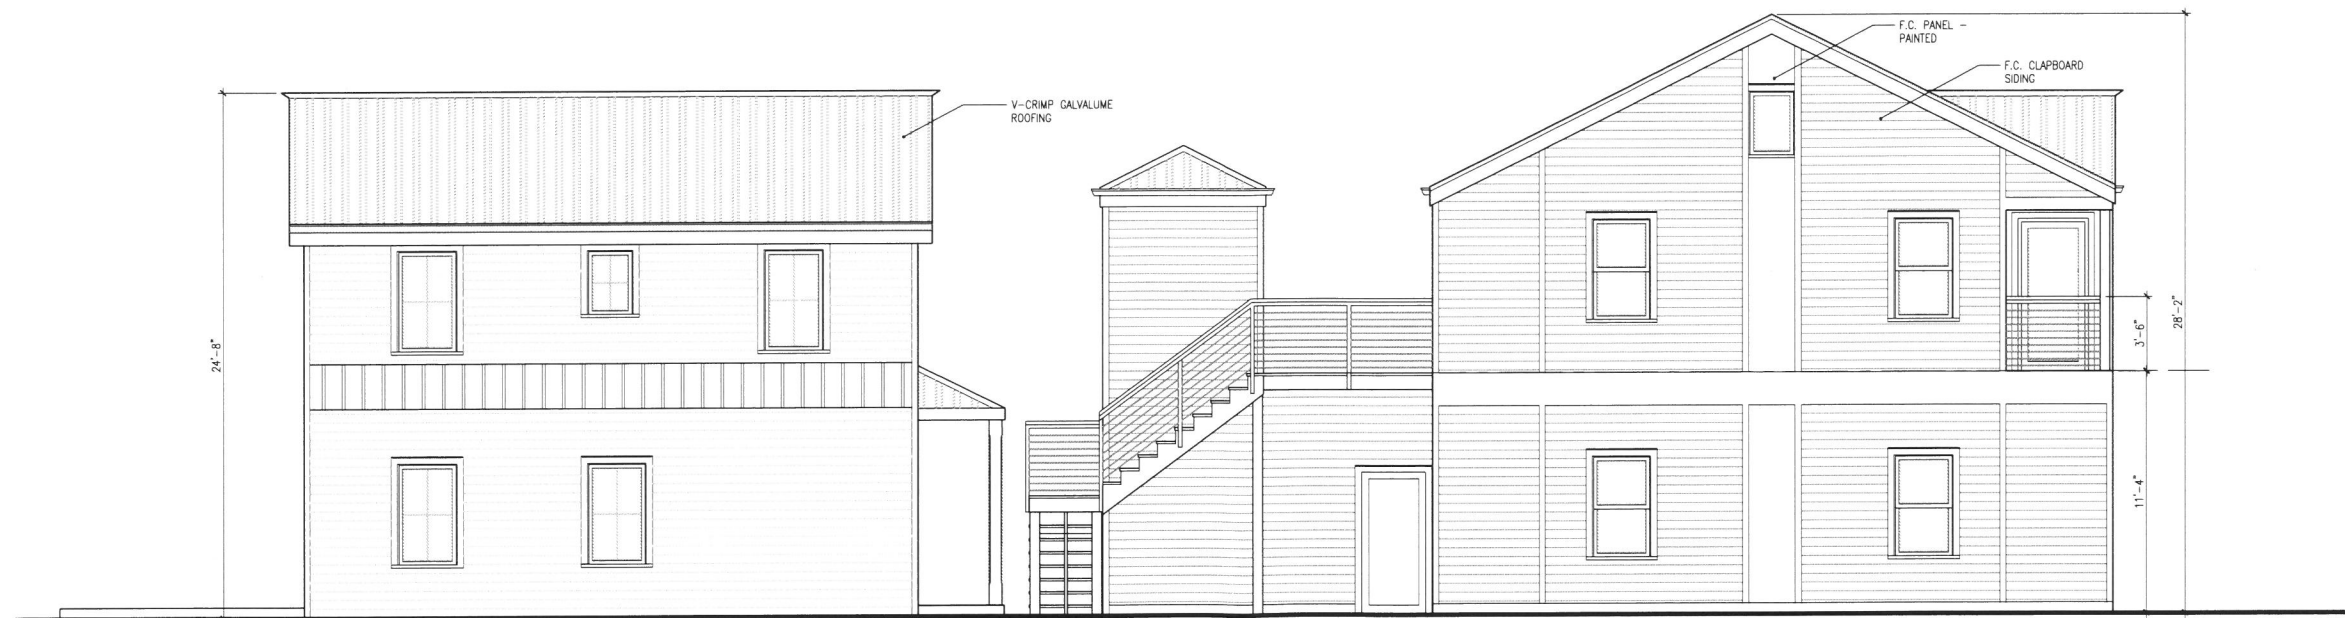 F.C. PANEL –
PAINTED
F.C. CLAPBOARD
SIDING
V-CRIMP GALVALUME
ROOFING
24'-8"
28'-2"
3'-6"
11'-4"